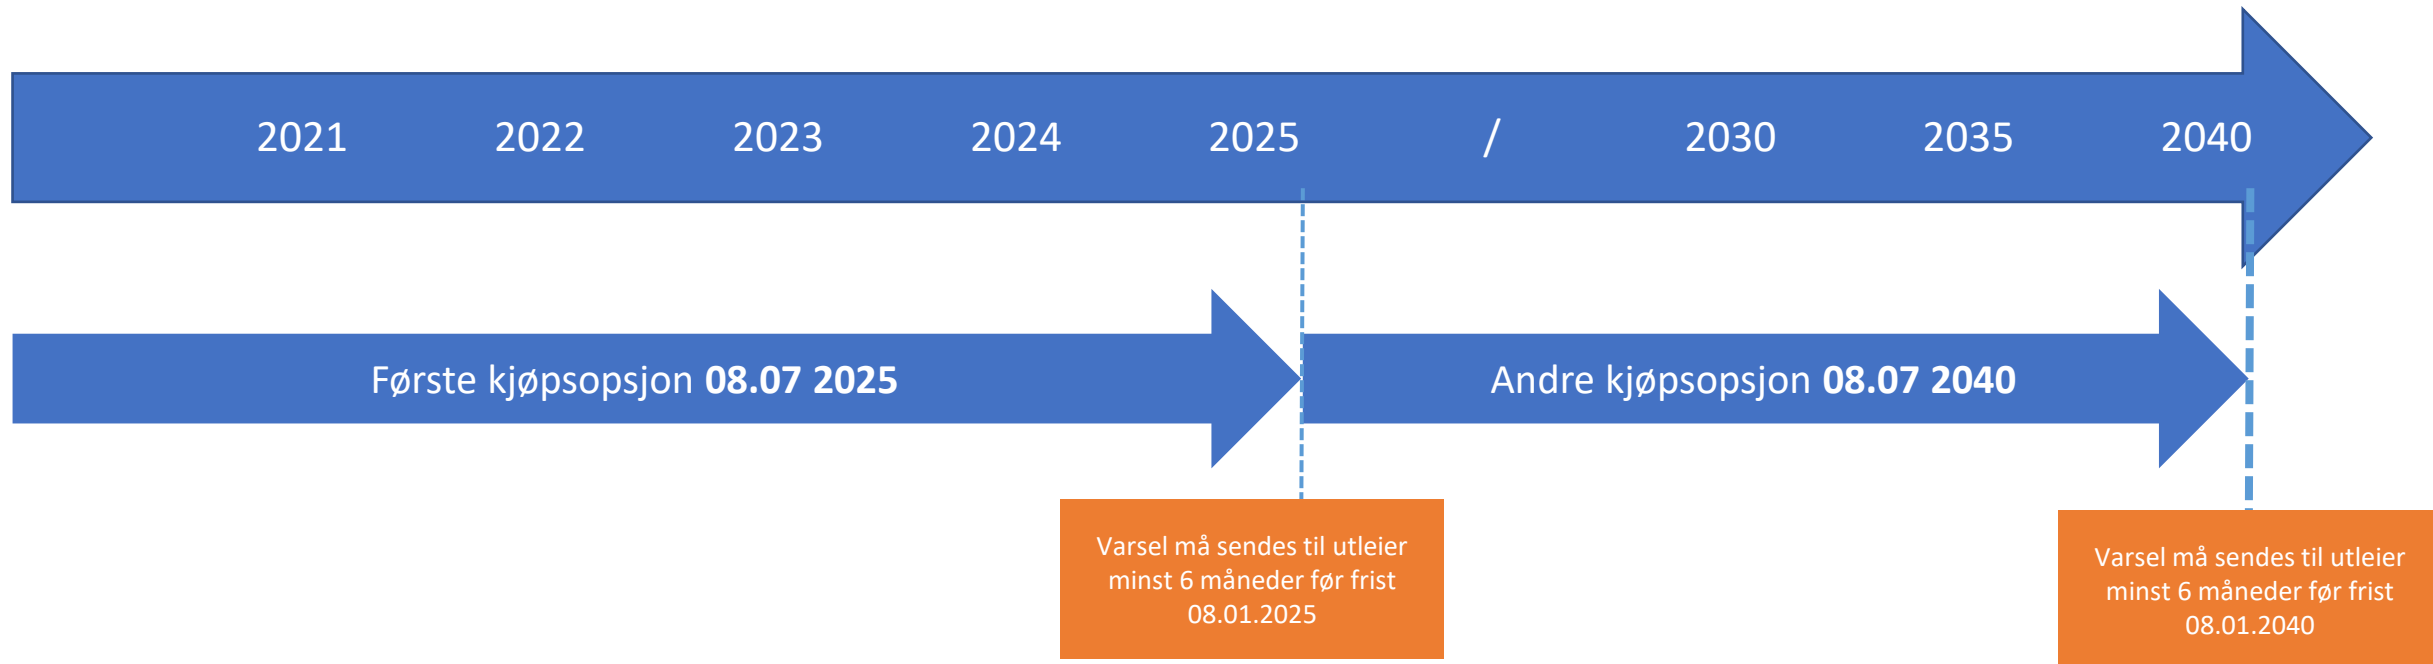 2021 2022 2023 2024 2025 / 2030 2035 2040
Første kjøpsopsjon 08.07 2025
Andre kjøpsopsjon 08.07 2040
Varsel må sendes til utleier
minst 6 måneder før frist
08.01.2025
Varsel må sendes til utleier
minst 6 måneder før frist
08.01.2040